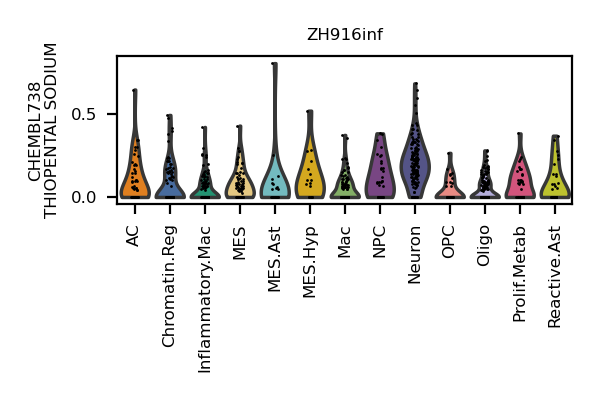 ZH916inf
CHEMBL738
THIOPENTAL SODIUM
0.5
0.0
AC
Chromatin.Reg
Inflammatory.Mac
MES
MES.Ast
MES.Hyp
Mac
NPC
Neuron
OPC
Oligo
Prolif.Metab
Reactive.Ast